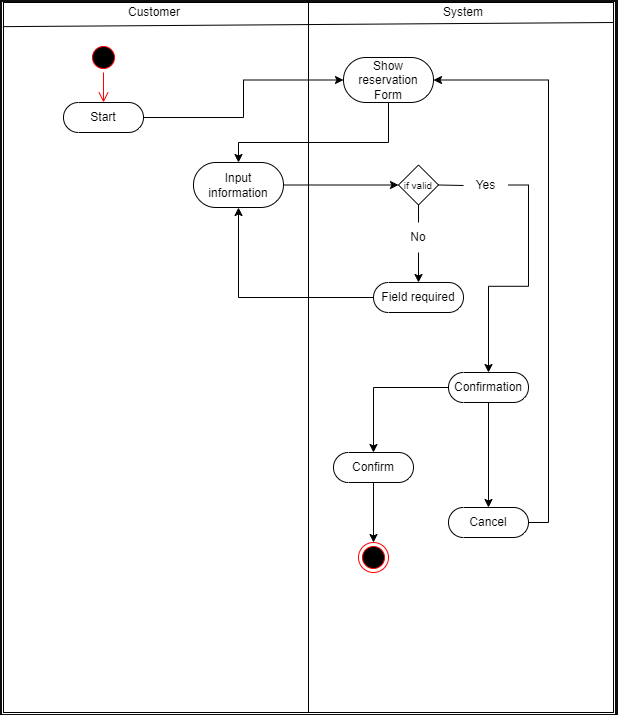 Customer
System
Show
reservation
Form
Start
Input
information
if valid
Yes
No
Field required
Confirmation
Confirm
Cancel